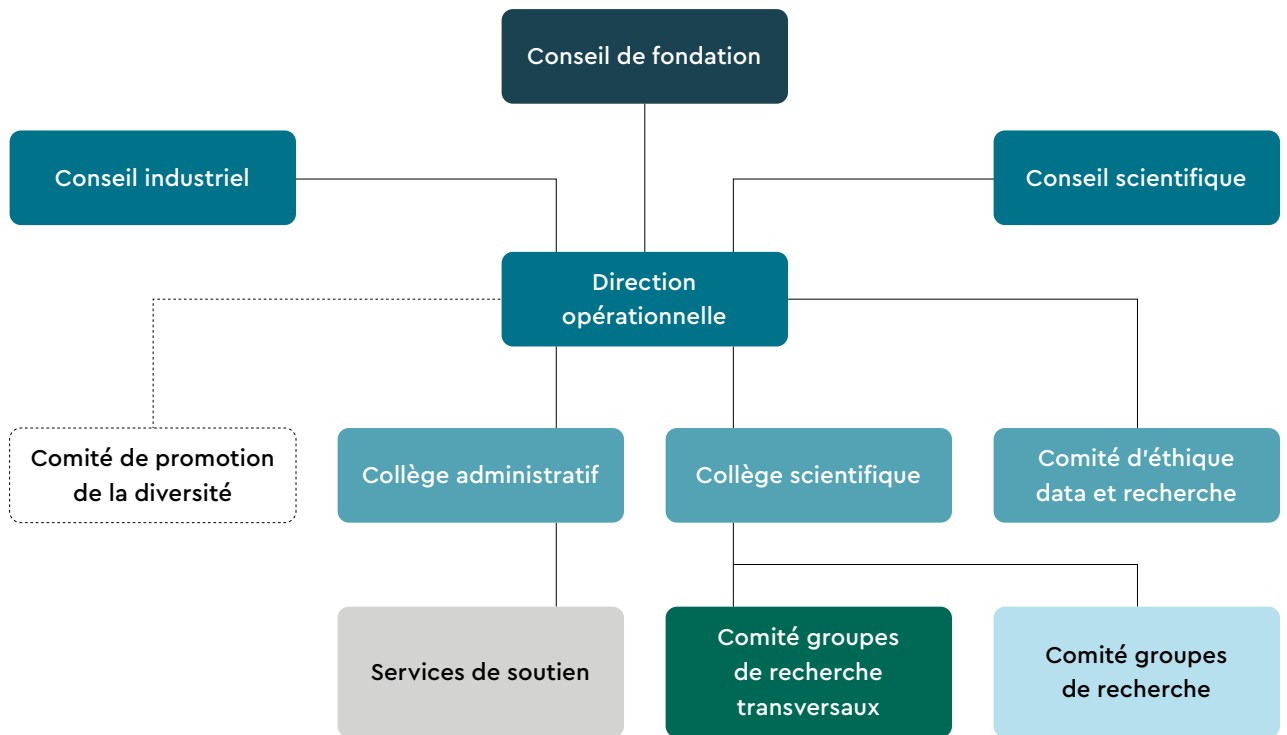 Conseil de fondation
Conseil industriel
Conseil scientifique
Direction
opérationnelle
Comité de promotion
de la diversité
Collège administratif
Collège scientifique
Comité d'éthique
data et recherche
Services de soutien
Comité groupes
de recherche
transversaux
Comité groupes
de recherche